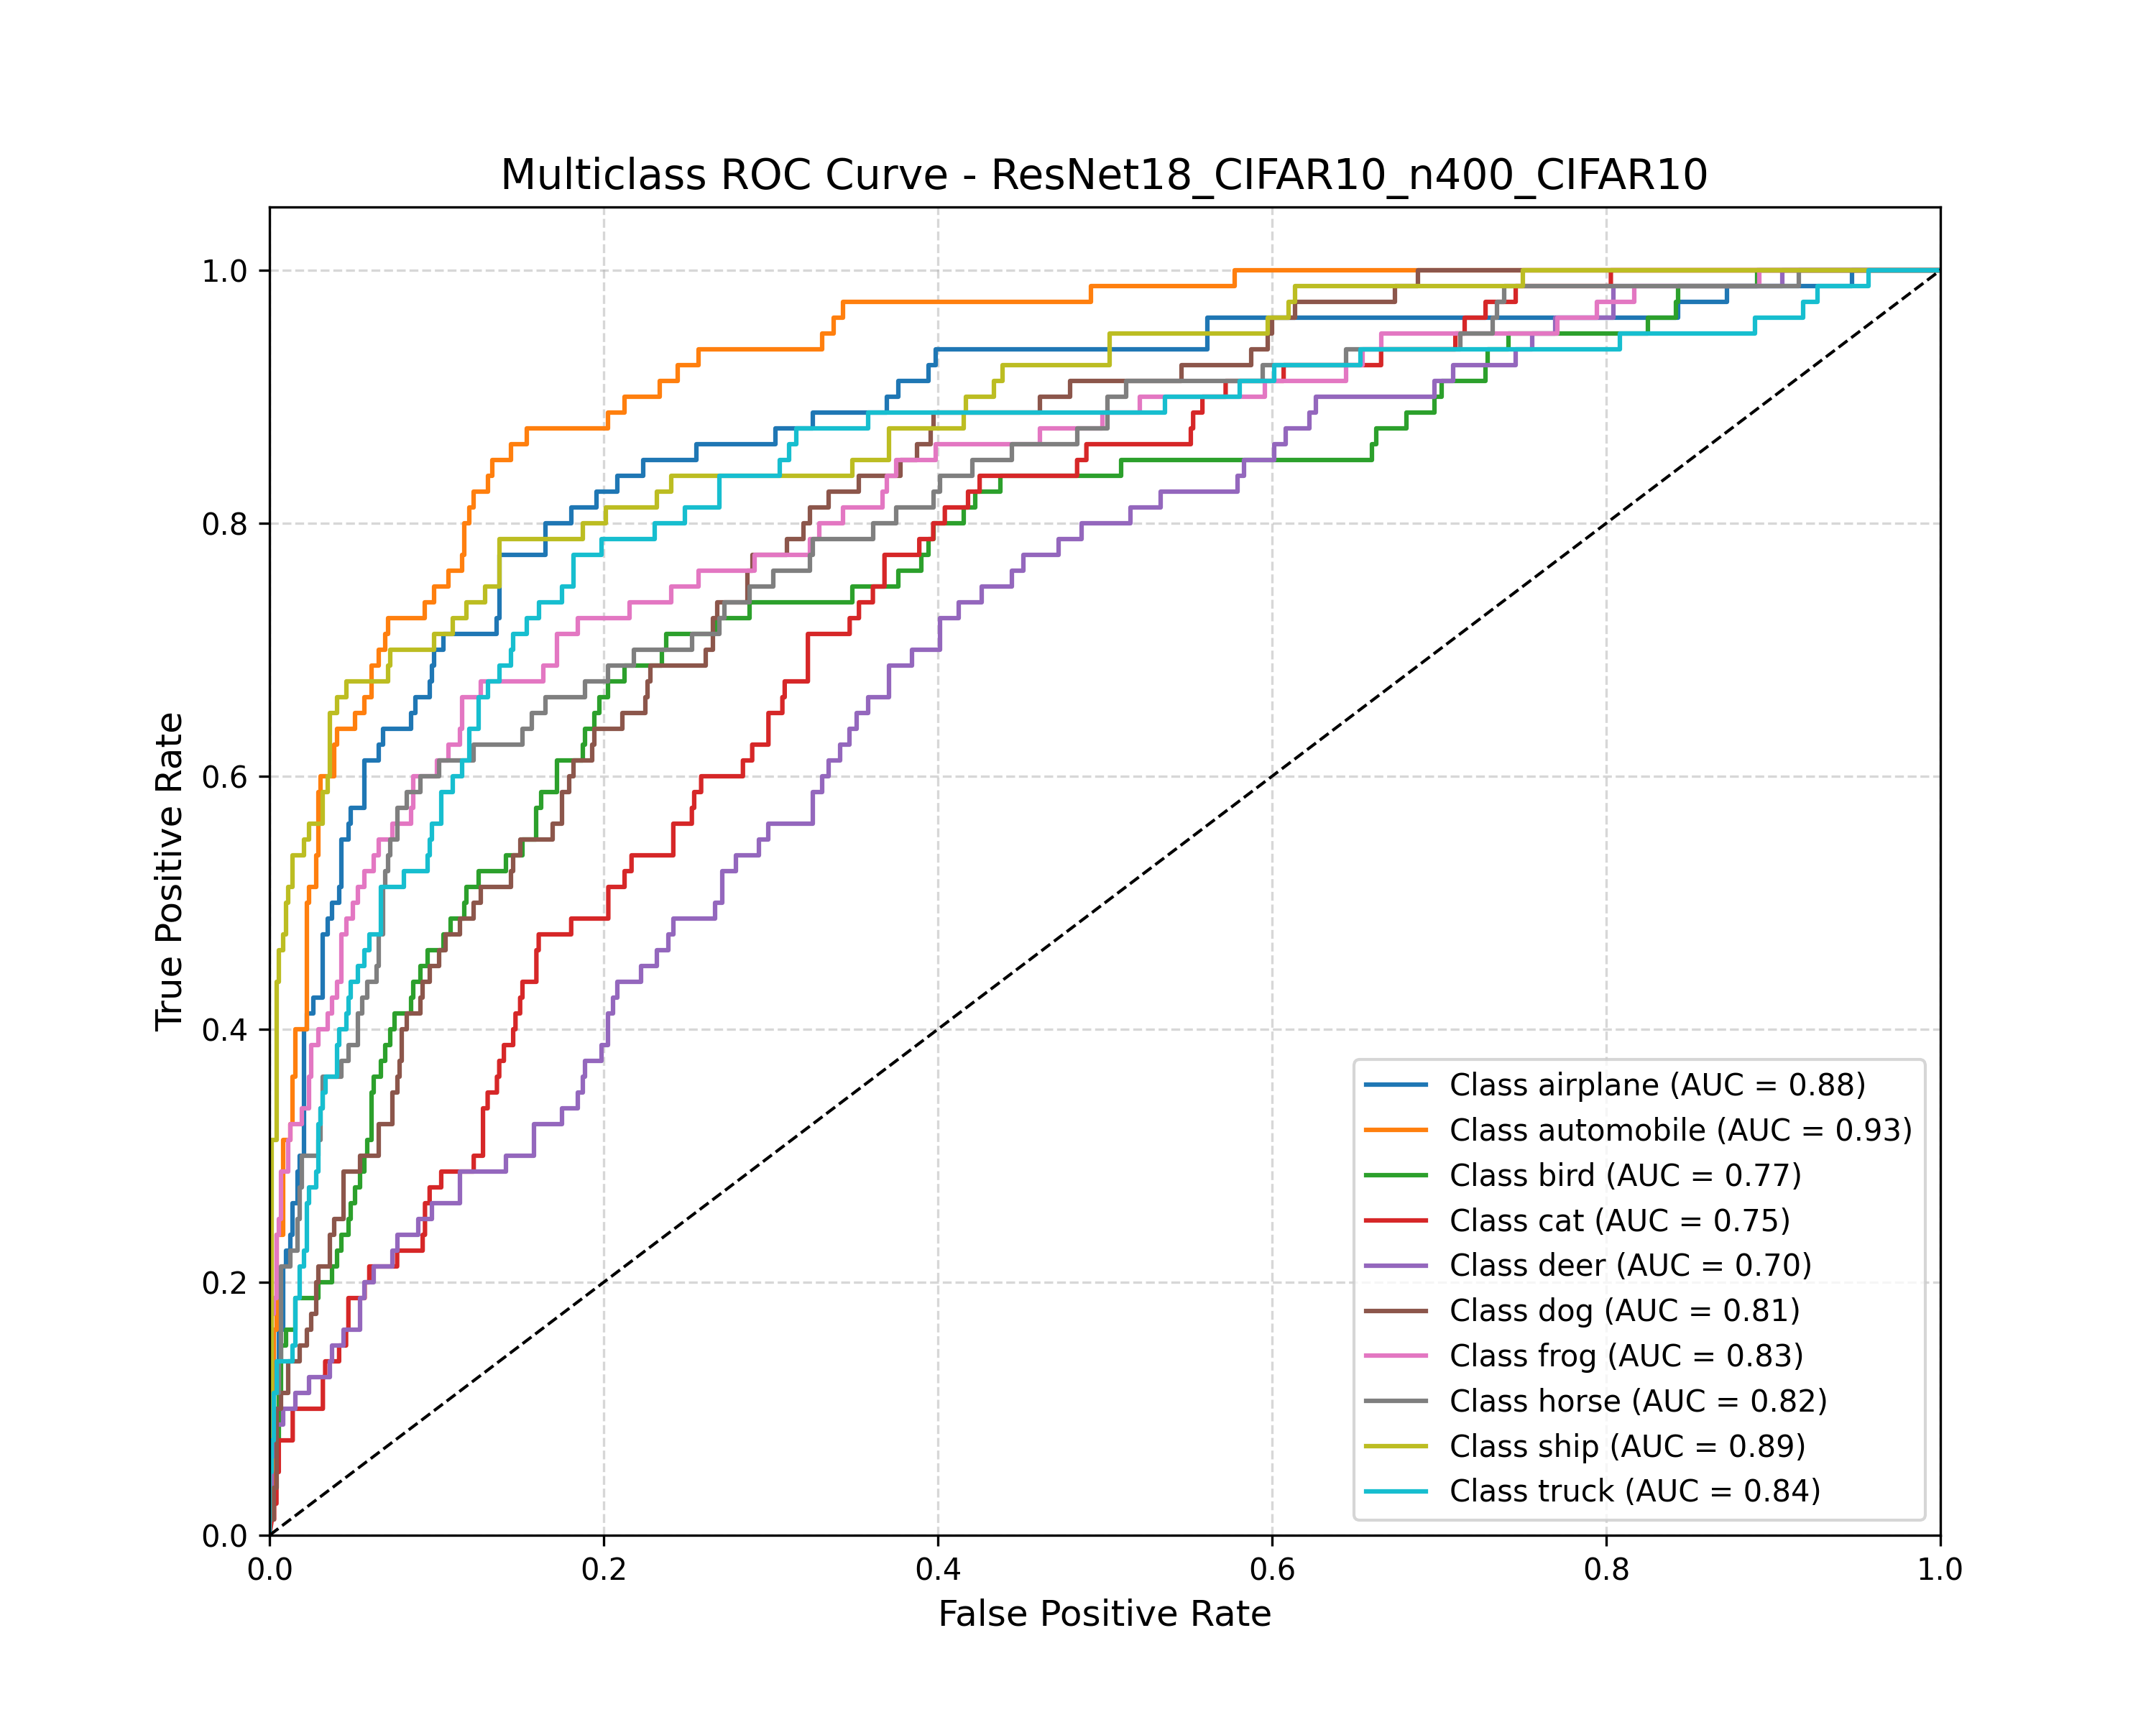 Multiclass ROC Curve - ResNet18_CIFAR10_n400_CIFAR10
True Positive Rate
1.0
0.8
0.6
0.4
0.2
0.0
0.0 0.2 0.4 0.6 0.8 1.0
False Positive Rate
Class airplane (AUC = 0.88)
Class automobile (AUC = 0.93)
Class bird (AUC = 0.77)
Class cat (AUC = 0.75)
Class deer (AUC = 0.70)
Class dog (AUC = 0.81)
Class frog (AUC = 0.83)
Class horse (AUC = 0.82)
Class ship (AUC = 0.89)
Class truck (AUC = 0.84)